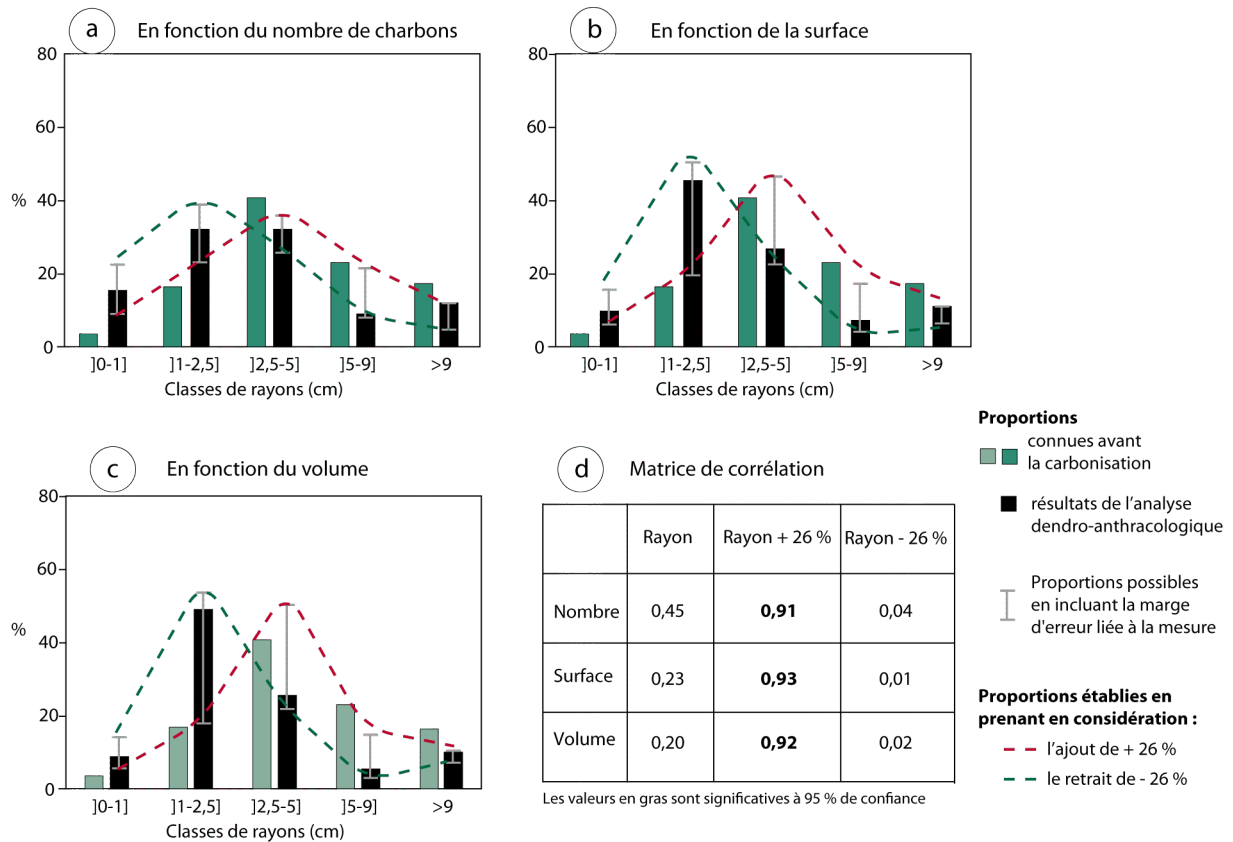 a
En fonction du nombre de charbons
80
60
40
20
0
%
]0-1]
]1-2,5]
]2,5-5]
]5-9]
>9
Classes de rayons (cm)
b
En fonction de la surface
80
60
40
20
0
]0-1]
]1-2,5]
]2,5-5]
]5-9]
>9
Classes de rayons (cm)
c
En fonction du volume
80
60
40
20
0
%
]0-1]
]1-2,5]
]2,5-5]
]5-9]
>9
Classes de rayons (cm)
d
Matrice de corrélation
Rayon Rayon + 26 % Rayon - 26 %
Nombre 0,45 0,91 0,04
Surface 0,23 0,93 0,01
Volume 0,20 0,92 0,02
Les valeurs en gras sont significatives à 95 % de confiance
Proportions
connues avant
la carbonisation
résultats de l'analyse
dendro-anthracologique
Proportions possibles
en incluant la marge
d'erreur liée à la mesure
Proportions établies en
prenant en considération :
l'ajout de + 26 %
le retrait de - 26 %